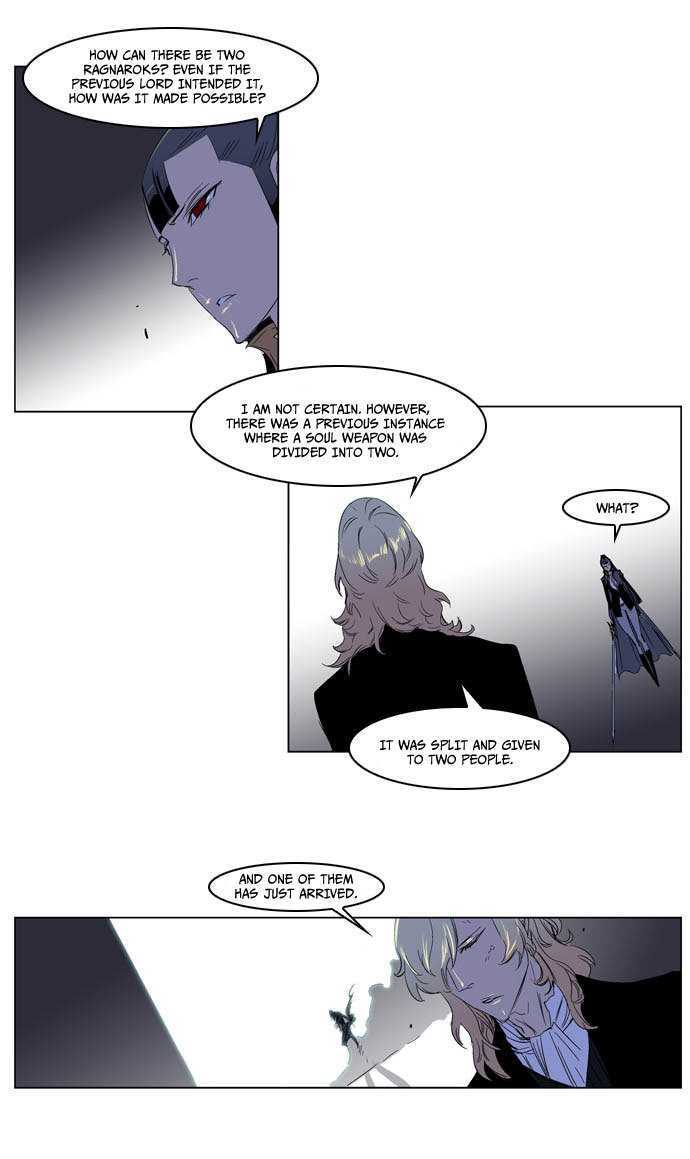 HOW CAN THERE BE TWO
RAGNAROKS? EVEN IF THE
PREVIOUS LORD INTENDED IT,
HOW WAS IT MADE POSSIBLE?
I AM NOT CERTAIN. HOWEVER,
THERE WAS A PREVIOUS INSTANCE
WHERE A SOUL WEAPON WAS
DIVIDED INTO TWO.
WHAT?
IT WAS SPLIT AND GIVEN
TO TWO PEOPLE.
AND ONE OF THEM
HAS JUST ARRIVED.